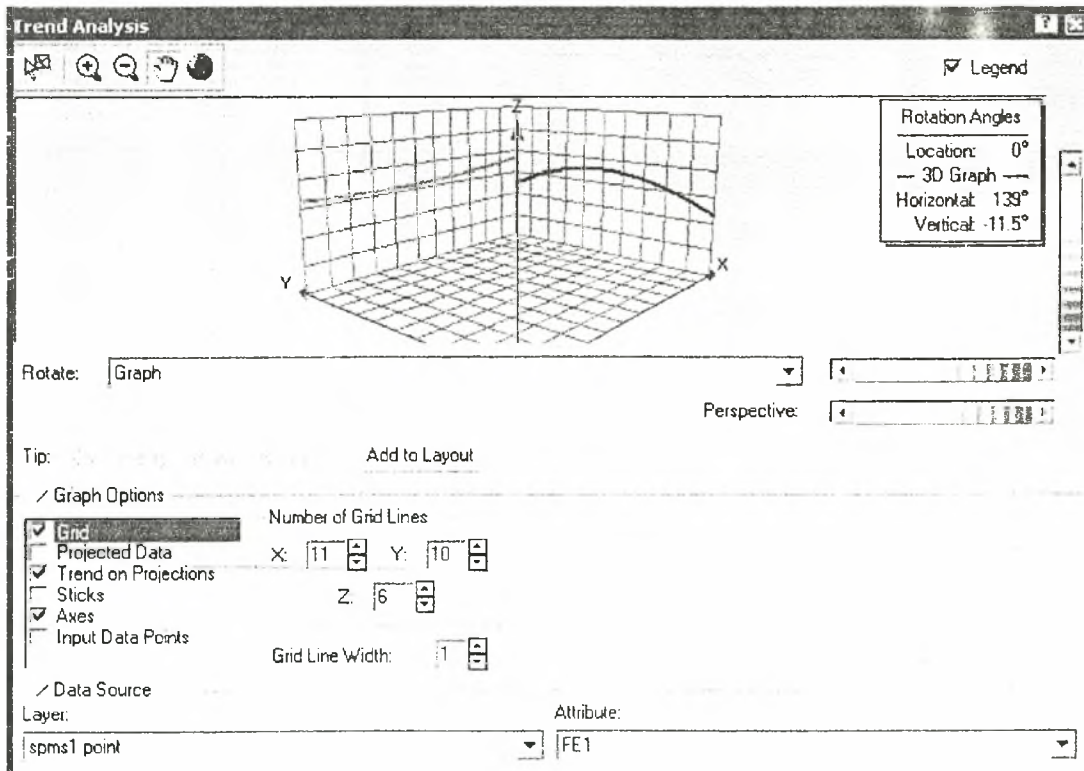 Trend Analysis
Legend
Rotation Angles
Location: 0°
--- 3D Graph ---
Horizontal: 139°
Vertical: -11.5°
Z
Y
X
Rotate: Graph
Perspective:
Tip: Add to Layout
Graph Options
Grid
Projected Data
Trend on Projections
Sticks
Axes
Input Data Points
Number of Grid Lines
X: 11 Y: 10
Z: 6
Grid Line Width: 1
Data Source
Layer: Attribute:
spms1 point FE1